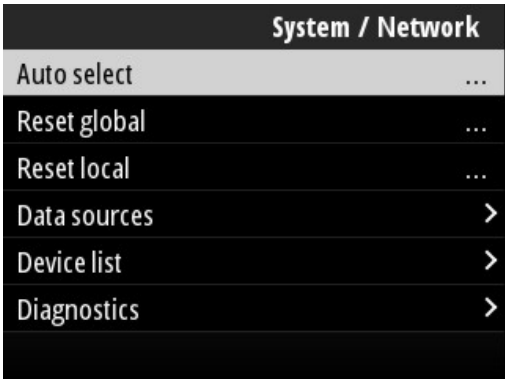 System / Network
Auto select ...
Reset global ...
Reset local ...
Data sources >
Device list >
Diagnostics >